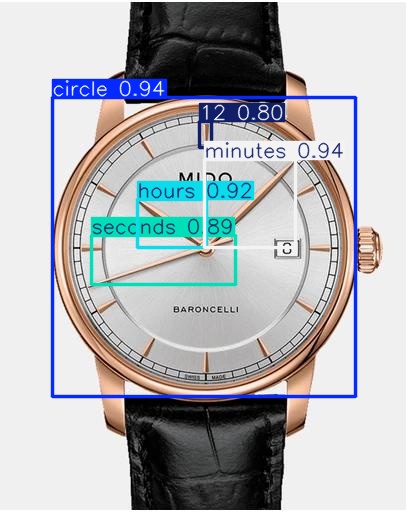 circle 0.94
12 0.80
minutes 0.94
MIDO
hours 0.92
seconds 0.89
BARONCELLI
SWISS MADE